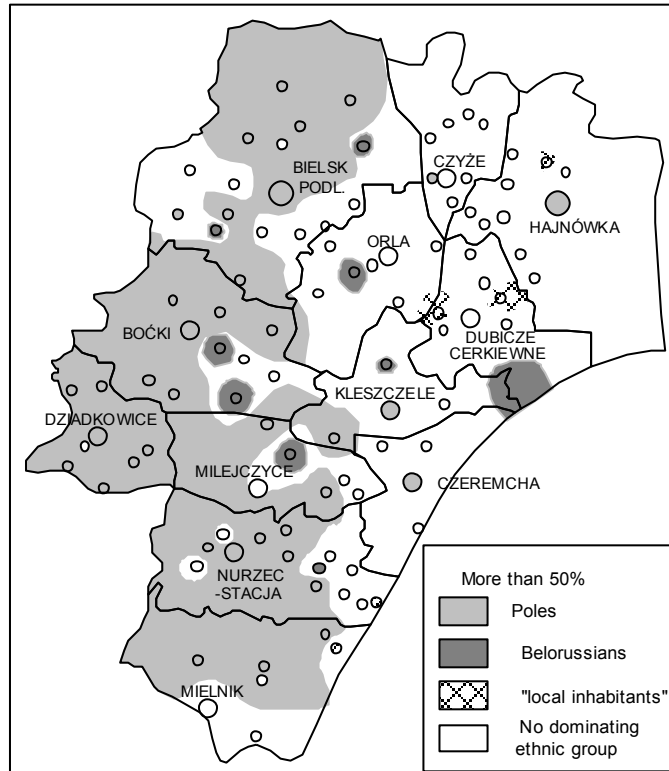 BIELSK
PODL.
CZYŻE
HAJNÓWKA
ORLA
BOĆKI
DUBICZE
CERKIEWNE
KLESZCZELE
DZIADKOWICE
MILEJCZYCE
CZEREMCHA
NURZEC
-STACJA
MIELNIK
More than 50%
Poles
Belorussians
"local inhabitants"
No dominating
ethnic group